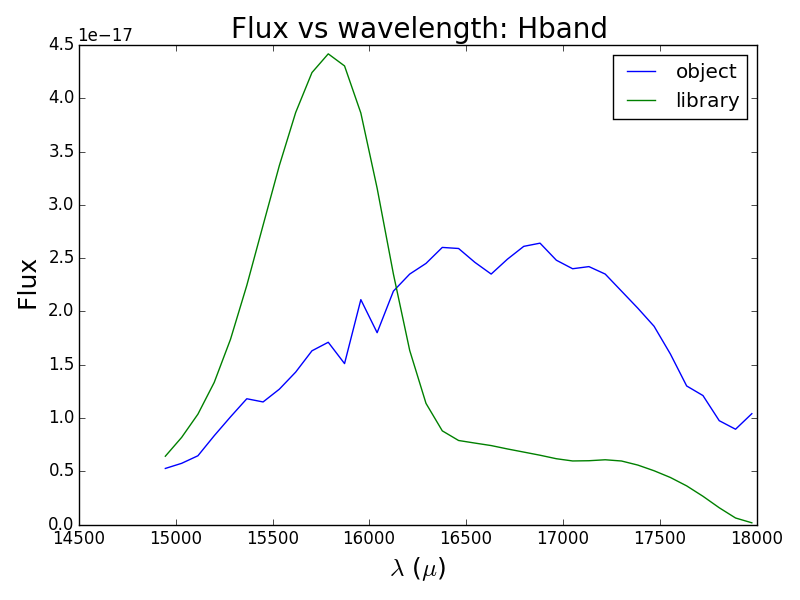 Flux vs wavelength: Hband
1e−17
4.5
4.0
3.5
3.0
2.5
2.0
1.5
1.0
0.5
0.0
Flux
object
library
14500 15000 15500 16000 16500 17000 17500 18000
λ (μ)